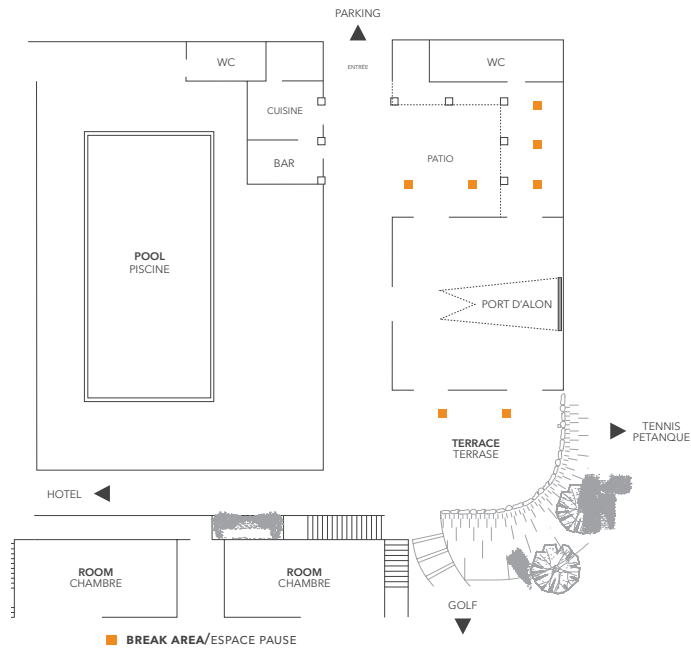 PARKING
WC
ENTRÉE
WC
CUISINE
PATIO
BAR
POOL
PISCINE
PORT D'ALON
TENNIS
PETANQUE
TERRACE
TERRASE
HOTEL
ROOM
CHAMBRE
ROOM
CHAMBRE
GOLF
BREAK AREA/ESPACE PAUSE